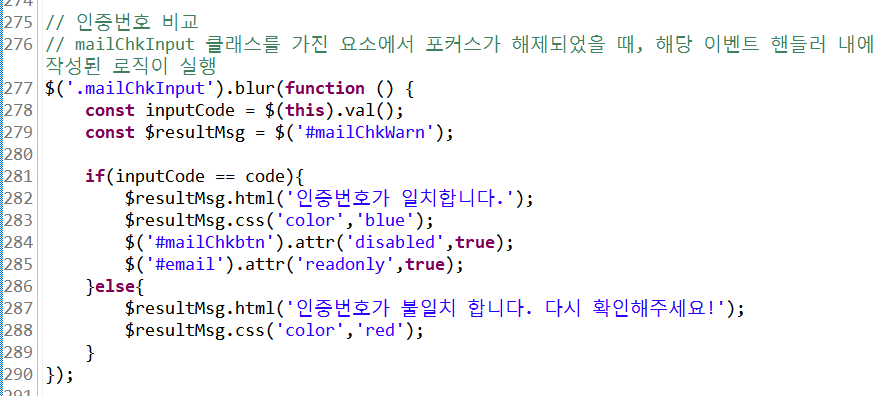 275 // 인증번호 비교
276 // mailChkInput 클래스를 가진 요소에서 포커스가 해제되었을 때, 해당 이벤트 핸들러 내에
작성된 로직이 실행
277 $('.mailChkInput').blur(function () {
278     const inputCode = $(this).val();
279     const $resultMsg = $('#mailChkWarn');
280
281     if(inputCode == code){
282         $resultMsg.html('인증번호가 일치합니다.');
283         $resultMsg.css('color','blue');
284         $('#mailChkbtn').attr('disabled',true);
285         $('#email').attr('readonly',true);
286     }else{
287         $resultMsg.html('인증번호가 불일치 합니다. 다시 확인해주세요!');
288         $resultMsg.css('color','red');
289     }
290 });